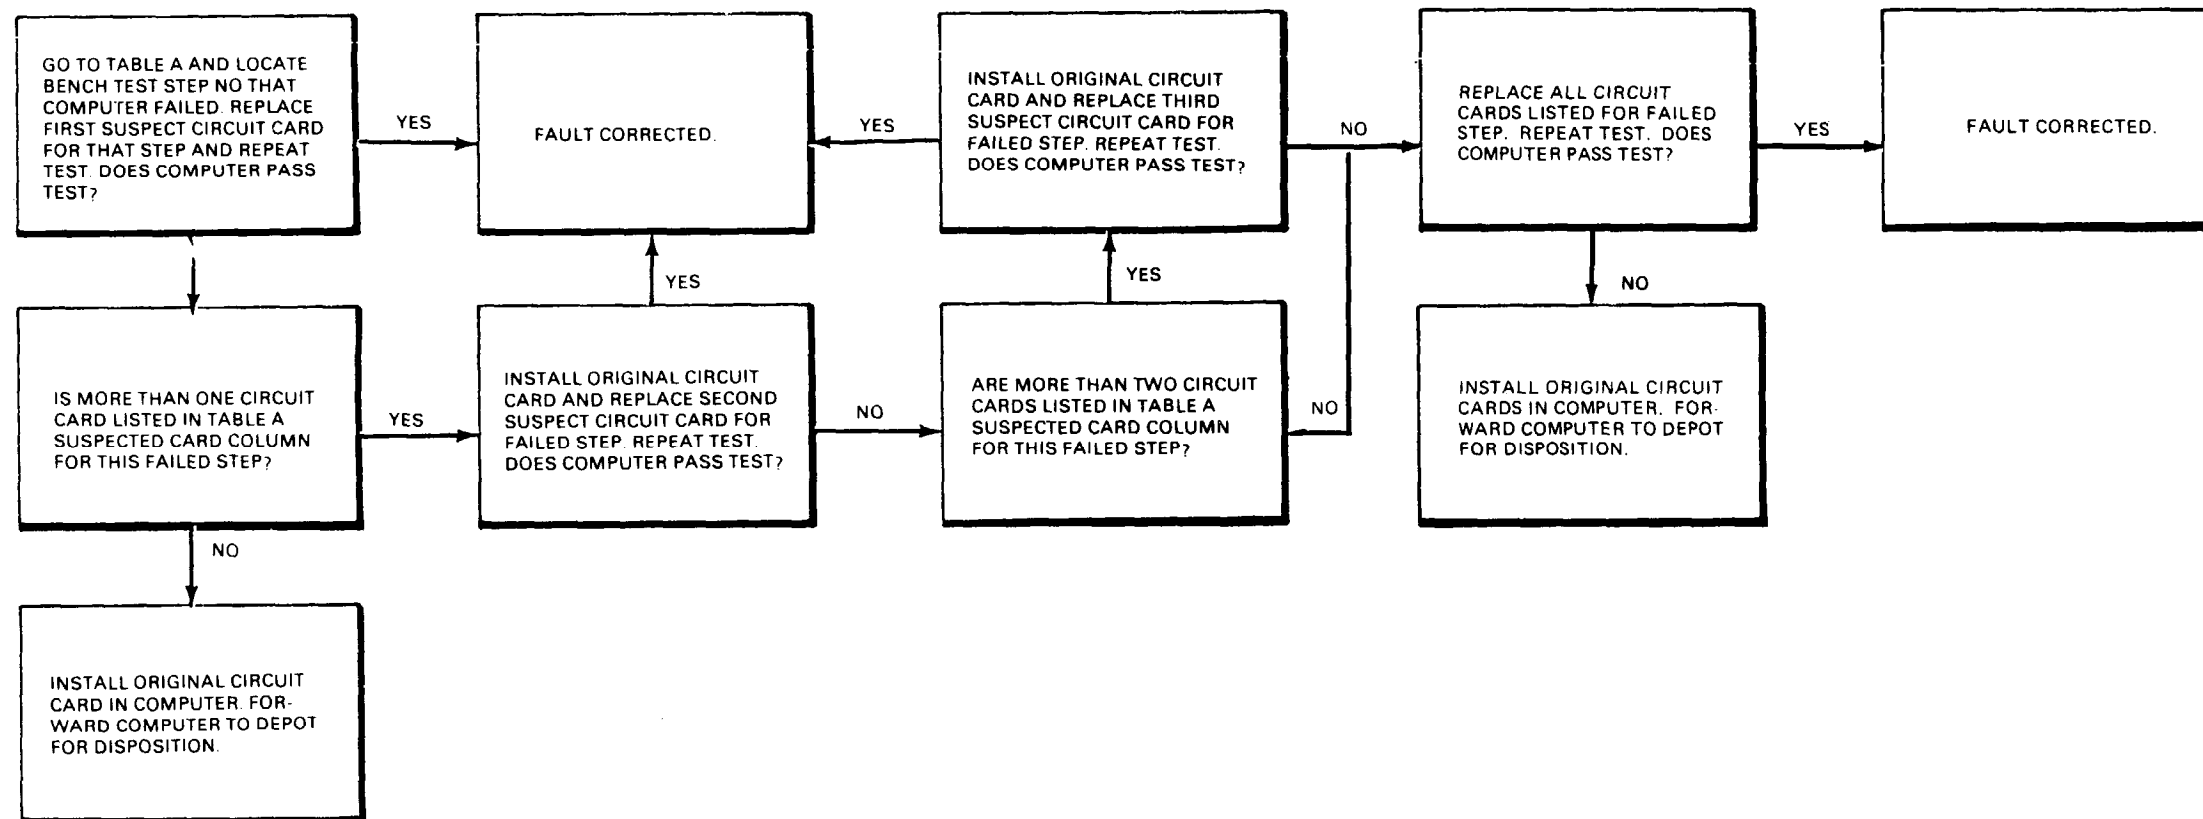 GO TO TABLE A AND LOCATE
BENCH TEST STEP NO THAT
COMPUTER FAILED. REPLACE
FIRST SUSPECT CIRCUIT CARD
FOR THAT STEP AND REPEAT
TEST. DOES COMPUTER PASS
TEST?
YES
FAULT CORRECTED.
YES
INSTALL ORIGINAL CIRCUIT
CARD AND REPLACE THIRD
SUSPECT CIRCUIT CARD FOR
FAILED STEP. REPEAT TEST.
DOES COMPUTER PASS TEST?
NO
REPLACE ALL CIRCUIT
CARDS LISTED FOR FAILED
STEP. REPEAT TEST. DOES
COMPUTER PASS TEST?
YES
FAULT CORRECTED.
YES
YES
NO
IS MORE THAN ONE CIRCUIT
CARD LISTED IN TABLE A
SUSPECTED CARD COLUMN
FOR THIS FAILED STEP?
YES
INSTALL ORIGINAL CIRCUIT
CARD AND REPLACE SECOND
SUSPECT CIRCUIT CARD FOR
FAILED STEP. REPEAT TEST.
DOES COMPUTER PASS TEST?
NO
ARE MORE THAN TWO CIRCUIT
CARDS LISTED IN TABLE A
SUSPECTED CARD COLUMN
FOR THIS FAILED STEP?
NO
INSTALL ORIGINAL CIRCUIT
CARDS IN COMPUTER. FOR-
WARD COMPUTER TO DEPOT
FOR DISPOSITION.
NO
INSTALL ORIGINAL CIRCUIT
CARD IN COMPUTER. FOR-
WARD COMPUTER TO DEPOT
FOR DISPOSITION.